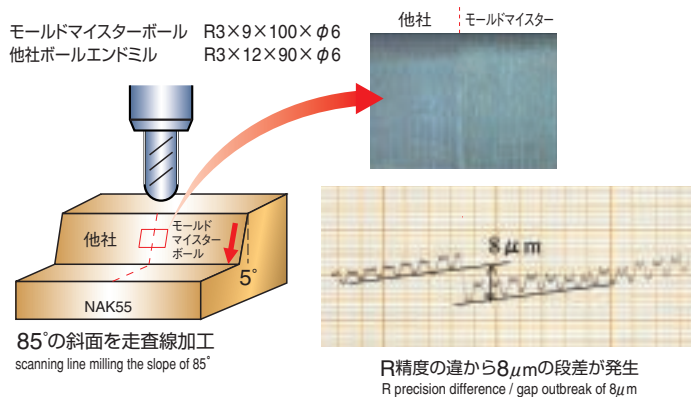 モールドマイスターボール R3×9×100×φ6
他社ボールエンドミル R3×12×90×φ6
他社 モールドマイスター
他社
モールド
マイスター
ボール
5°
NAK55
85°の斜面を走査線加工
scanning line milling the slope of 85°
8μm
R精度の違から8μmの段差が発生
R precision difference / gap outbreak of 8μm